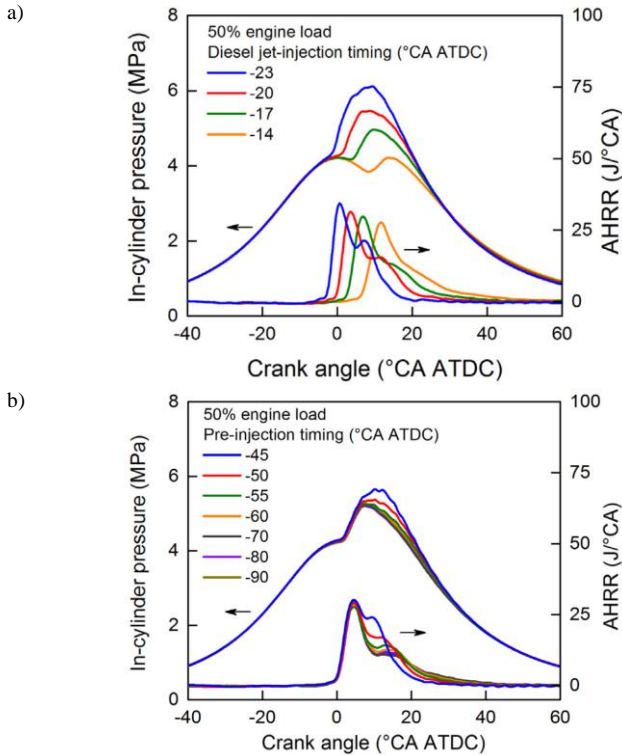 a)
50% engine load
Diesel jet-injection timing (°CA ATDC)
-23
-20
-17
-14
In-cylinder pressure (MPa)
8
6
4
2
0
100
75
50
25
0
AHRR (J/°CA)
-40 -20 0 20 40 60
Crank angle (°CA ATDC)
b)
50% engine load
Pre-injection timing (°CA ATDC)
-45
-50
-55
-60
-70
-80
-90
In-cylinder pressure (MPa)
8
6
4
2
0
100
75
50
25
0
AHRR (J/°CA)
-40 -20 0 20 40 60
Crank angle (°CA ATDC)